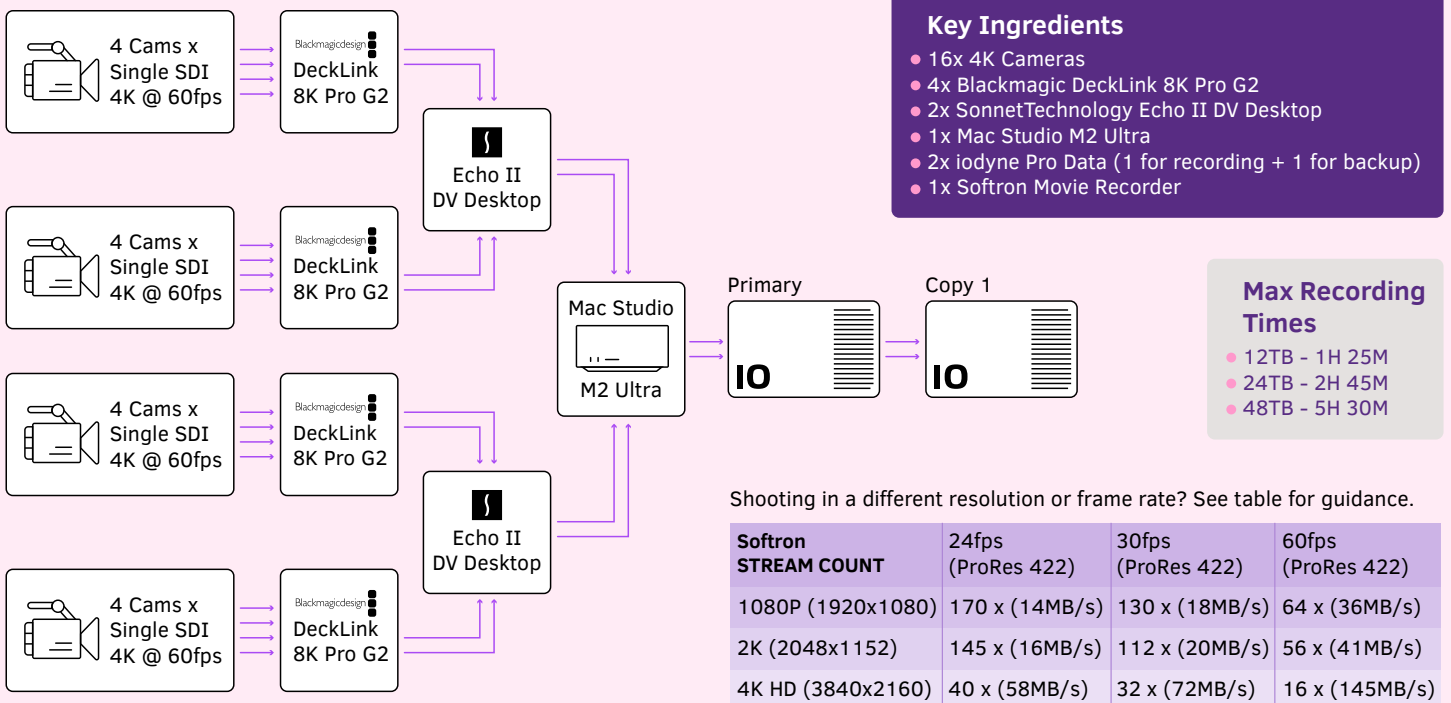 4 Cams x
Single SDI
4K @ 60fps
Blackmagicdesign
DeckLink
8K Pro G2
4 Cams x
Single SDI
4K @ 60fps
Blackmagicdesign
DeckLink
8K Pro G2
Echo II
DV Desktop
4 Cams x
Single SDI
4K @ 60fps
Blackmagicdesign
DeckLink
8K Pro G2
4 Cams x
Single SDI
4K @ 60fps
Blackmagicdesign
DeckLink
8K Pro G2
Echo II
DV Desktop
Mac Studio
M2 Ultra
Primary
IO
Copy 1
IO
Key Ingredients
16x 4K Cameras
4x Blackmagic DeckLink 8K Pro G2
2x SonnetTechnology Echo II DV Desktop
1x Mac Studio M2 Ultra
2x iodyne Pro Data (1 for recording + 1 for backup)
1x Softron Movie Recorder
Max Recording
Times
12TB - 1H 25M
24TB - 2H 45M
48TB - 5H 30M
Shooting in a different resolution or frame rate? See table for guidance.
Softron 24fps 30fps 60fps
STREAM COUNT (ProRes 422) (ProRes 422) (ProRes 422)
1080P (1920x1080) 170 x (14MB/s) 130 x (18MB/s) 64 x (36MB/s)
2K (2048x1152) 145 x (16MB/s) 112 x (20MB/s) 56 x (41MB/s)
4K HD (3840x2160) 40 x (58MB/s) 32 x (72MB/s) 16 x (145MB/s)